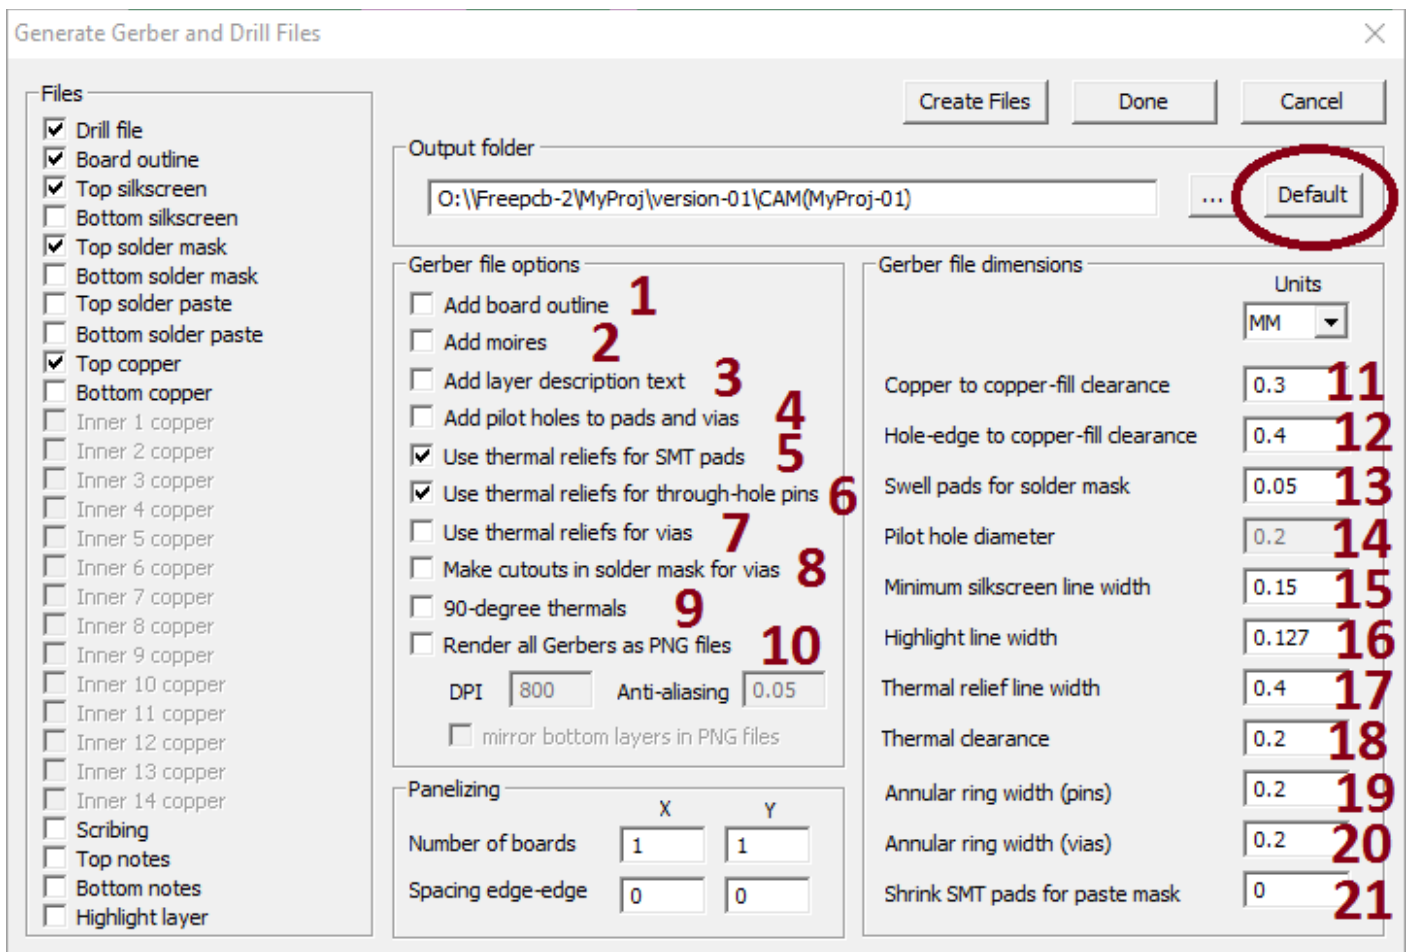 Generate Gerber and Drill Files
Create Files
Done
Cancel
Files
Drill file
Board outline
Top silkscreen
Bottom silkscreen
Top solder mask
Bottom solder mask
Top solder paste
Bottom solder paste
Top copper
Bottom copper
Inner 1 copper
Inner 2 copper
Inner 3 copper
Inner 4 copper
Inner 5 copper
Inner 6 copper
Inner 7 copper
Inner 8 copper
Inner 9 copper
Inner 10 copper
Inner 11 copper
Inner 12 copper
Inner 13 copper
Inner 14 copper
Scribing
Top notes
Bottom notes
Highlight layer
Output folder
O:\\Freepcb-2\MyProj\version-01\CAM(MyProj-01)
...
Default
Gerber file options
Add board outline 1
Add moires 2
Add layer description text 3
Add pilot holes to pads and vias 4
Use thermal reliefs for SMT pads 5
Use thermal reliefs for through-hole pins 6
Use thermal reliefs for vias 7
Make cutouts in solder mask for vias 8
90-degree thermals 9
Render all Gerbers as PNG files 10
DPI 800 Anti-aliasing 0.05
mirror bottom layers in PNG files
Panelizing
X Y
Number of boards 1 1
Spacing edge-edge 0 0
Gerber file dimensions
Units
MM
Copper to copper-fill clearance 0.3 11
Hole-edge to copper-fill clearance 0.4 12
Swell pads for solder mask 0.05 13
Pilot hole diameter 0.2 14
Minimum silkscreen line width 0.15 15
Highlight line width 0.127 16
Thermal relief line width 0.4 17
Thermal clearance 0.2 18
Annular ring width (pins) 0.2 19
Annular ring width (vias) 0.2 20
Shrink SMT pads for paste mask 0 21